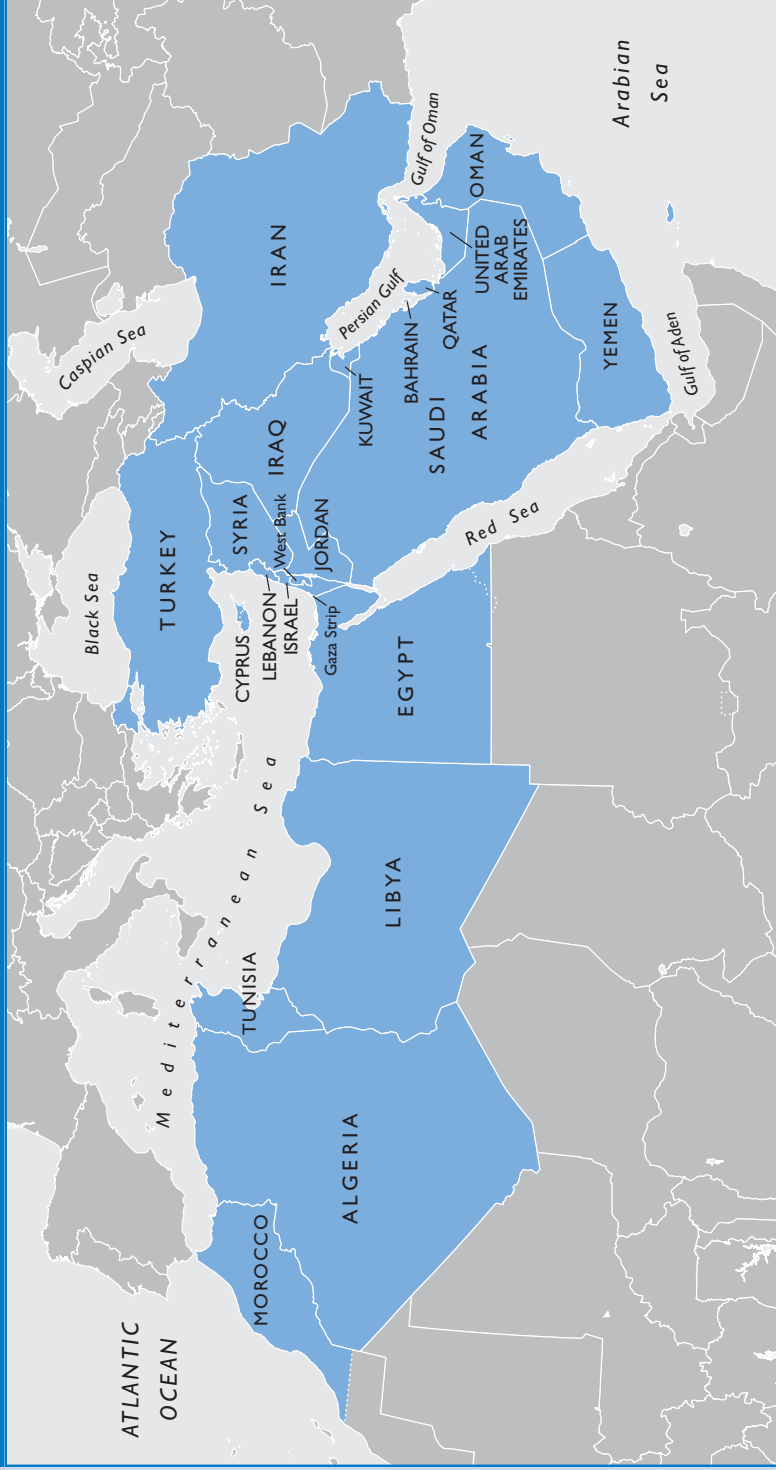 ATLANTIC
OCEAN
Mediterranean Sea
Black Sea
Caspian Sea
MOROCCO
ALGERIA
TUNISIA
LIBYA
EGYPT
TURKEY
CYPRUS
LEBANON
ISRAEL
Gaza Strip
West Bank
SYRIA
JORDAN
IRAQ
IRAN
KUWAIT
Persian Gulf
BAHRAIN
QATAR
SAUDI
ARABIA
UNITED
ARAB
EMIRATES
OMAN
Gulf of Oman
YEMEN
Red Sea
Gulf of Aden
Arabian
Sea